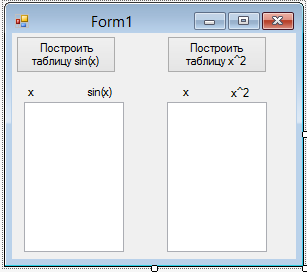 Form1
Построить
таблицу sin(x)
Построить
таблицу x^2
x sin(x)
x x^2